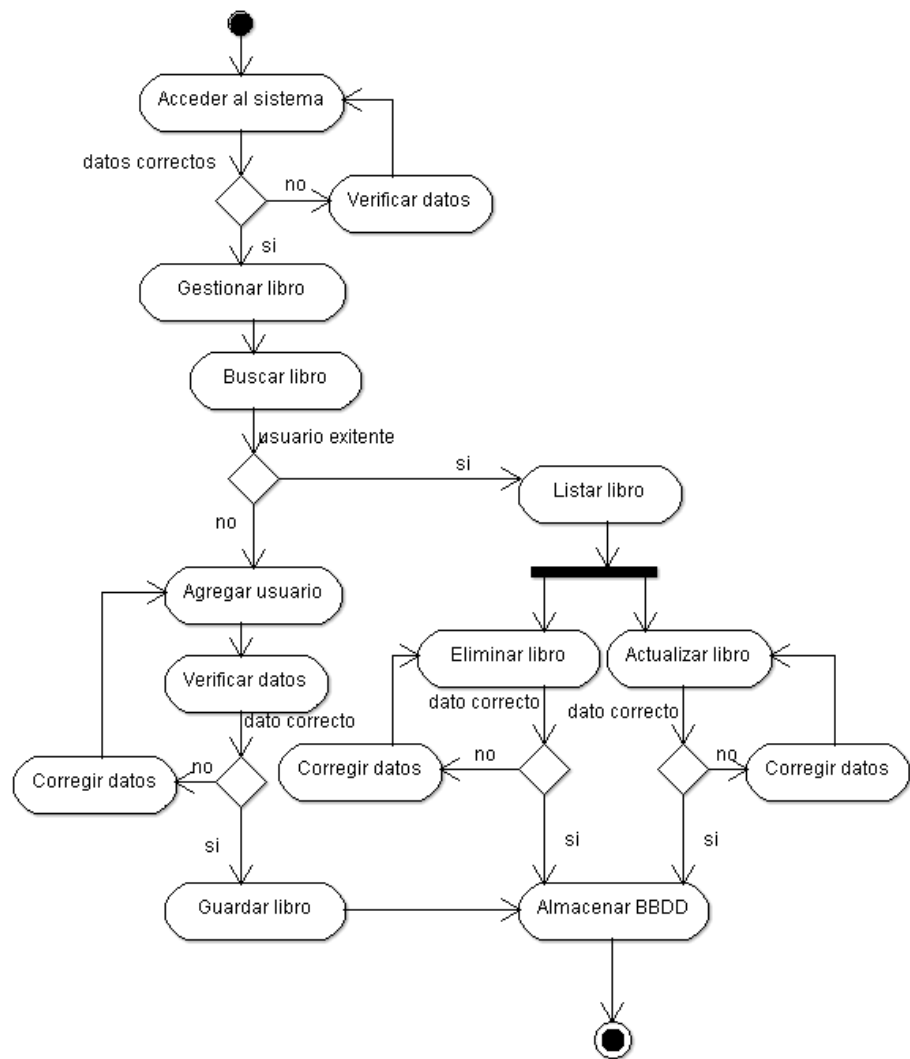 Acceder al sistema
datos correctos
no
Verificar datos
si
Gestionar libro
Buscar libro
usuario exitente
si
Listar libro
no
Agregar usuario
Eliminar libro
Actualizar libro
Verificar datos
dato correcto
dato correcto
dato correcto
Corregir datos
no
Corregir datos
no
no
Corregir datos
si
si
si
Guardar libro
Almacenar BBDD